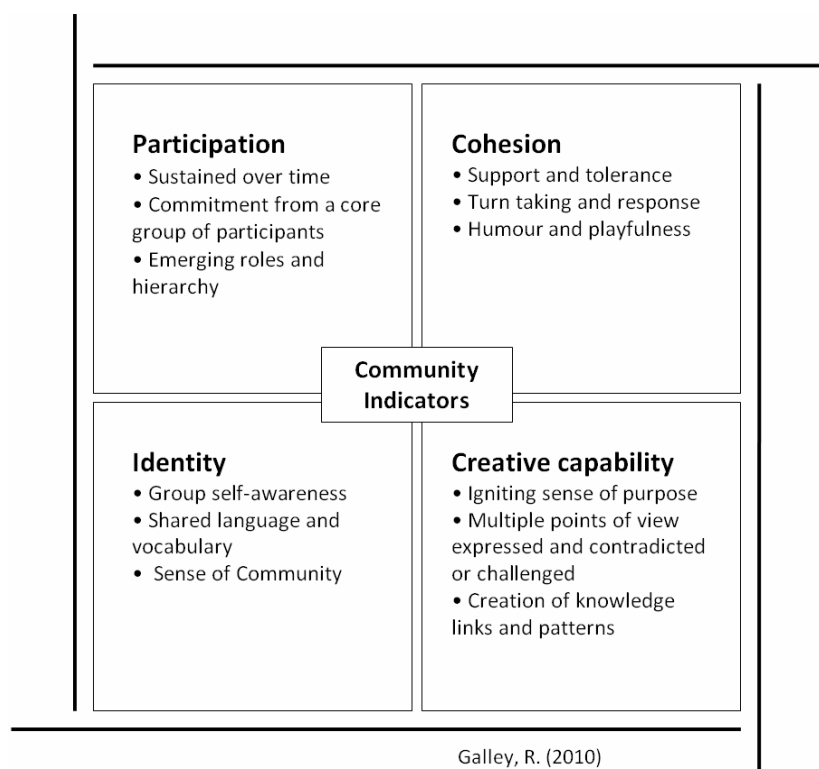 Participation
• Sustained over time
• Commitment from a core
group of participants
• Emerging roles and
hierarchy
Cohesion
• Support and tolerance
• Turn taking and response
• Humour and playfulness
Community
Indicators
Identity
• Group self-awareness
• Shared language and
vocabulary
• Sense of Community
Creative capability
• Igniting sense of purpose
• Multiple points of view
expressed and contradicted
or challenged
• Creation of knowledge
links and patterns
Galley, R. (2010)